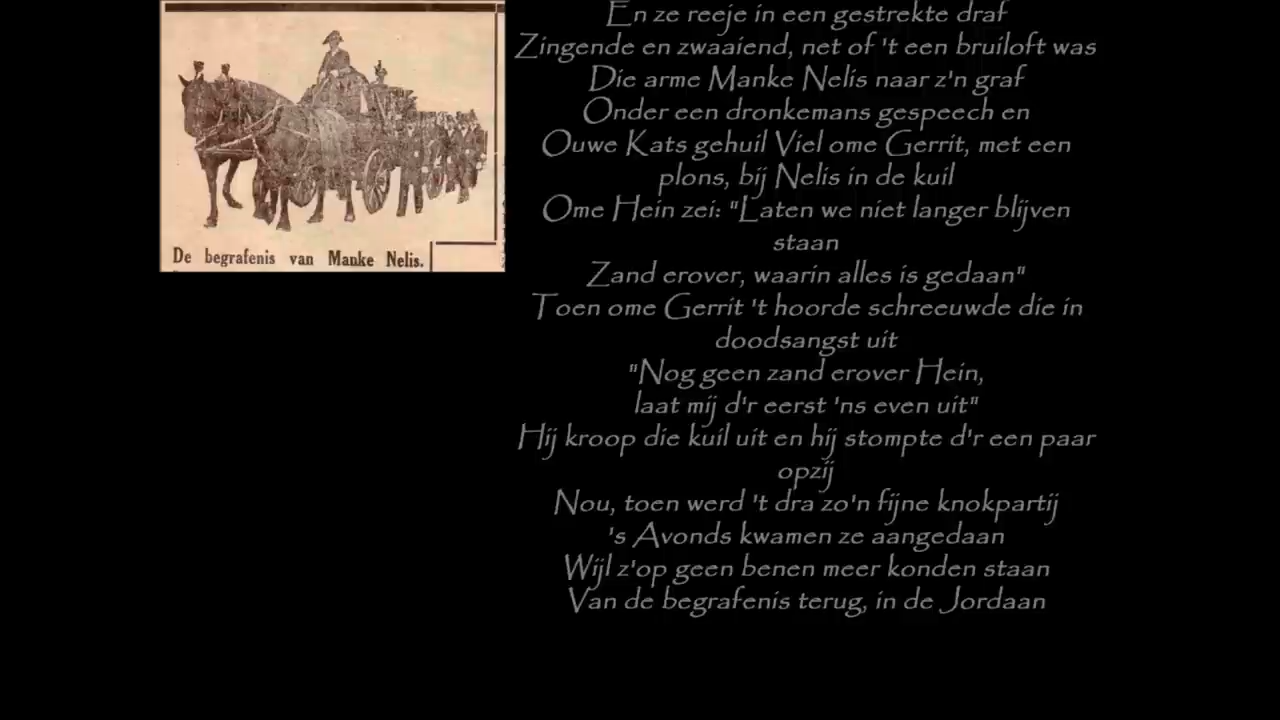 De begrafenis van Manke Nelis.
En ze reeje in een gestrekte draf
Zingende en zwaaiend, net of 't een bruiloft was
Die arme Manke Nelis naar z'n graf
Onder een dronkemans gespeech en
Ouwe Kats gehuil Viel ome Gerrit, met een
plons, bij Nelis in de kuil
Ome Hein zei: "Laten we niet langer blijven
staan
Zand erover, waarin alles is gedaan"
Toen ome Gerrit 't hoorde schreeuwde die in
doodsangst uit
"Nog geen zand erover Hein,
laat mij d'r eerst 'ns even uit"
Hij kroop die kuil uit en hij stompte d'r een paar
opzij
Nou, toen werd 't dra zo'n fijne knokpartij
's Avonds kwamen ze aangedaan
Wijl z'op geen benen meer konden staan
Van de begrafenis terug, in de Jordaan